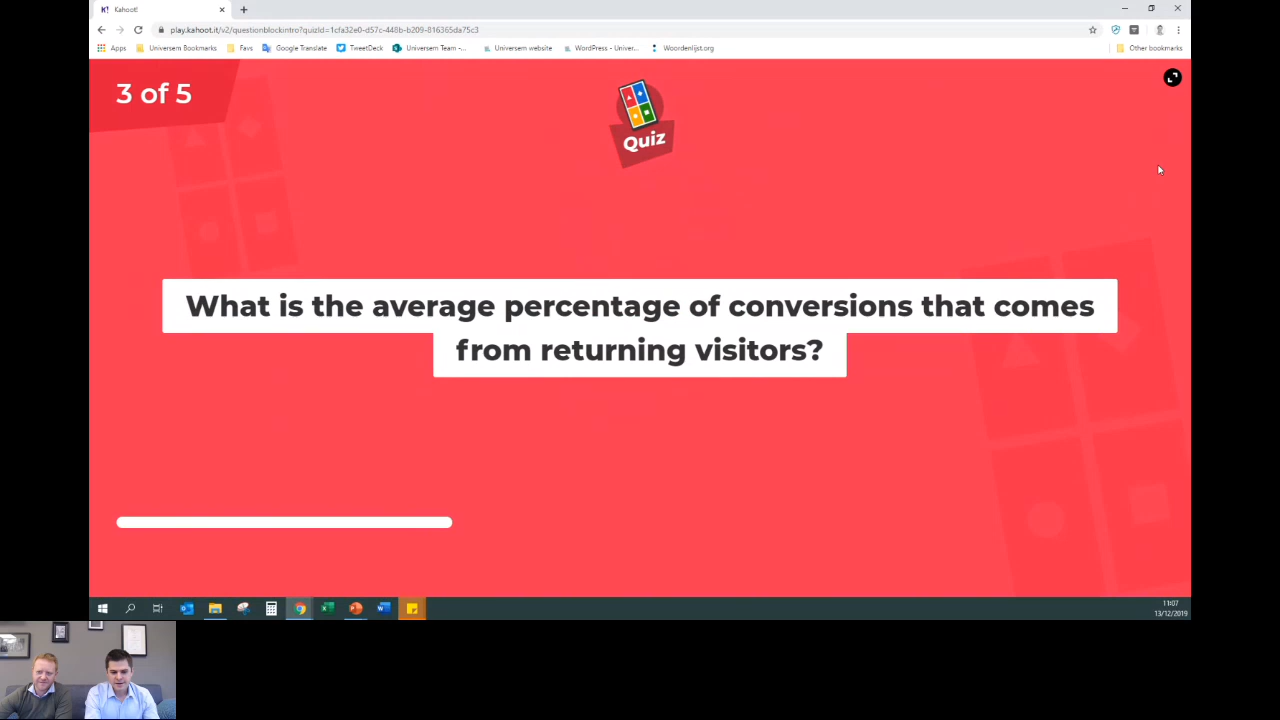 Kahoot!
play.kahoot.it/v2/questionblockintro?quizId=1cfa32e0-d57c-448b-b209-816365da75c3
Apps Universem Bookmarks Favs Google Translate TweetDeck Universem Team -... Universem website WordPress - Univer... Woordenlijst.org Other bookmarks
3 of 5
Quiz
What is the average percentage of conversions that comes
from returning visitors?
11:07
13/12/2019